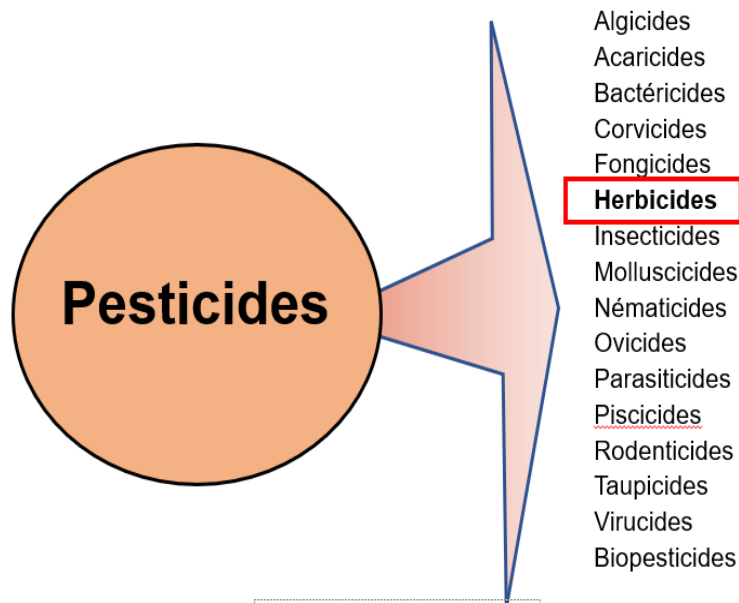 Pesticides
Algicides
Acaricides
Bactéricides
Corvicides
Fongicides
Herbicides
Insecticides
Molluscicides
Nématicides
Ovicides
Parasiticides
Piscicides
Rodenticides
Taupicides
Virucides
Biopesticides